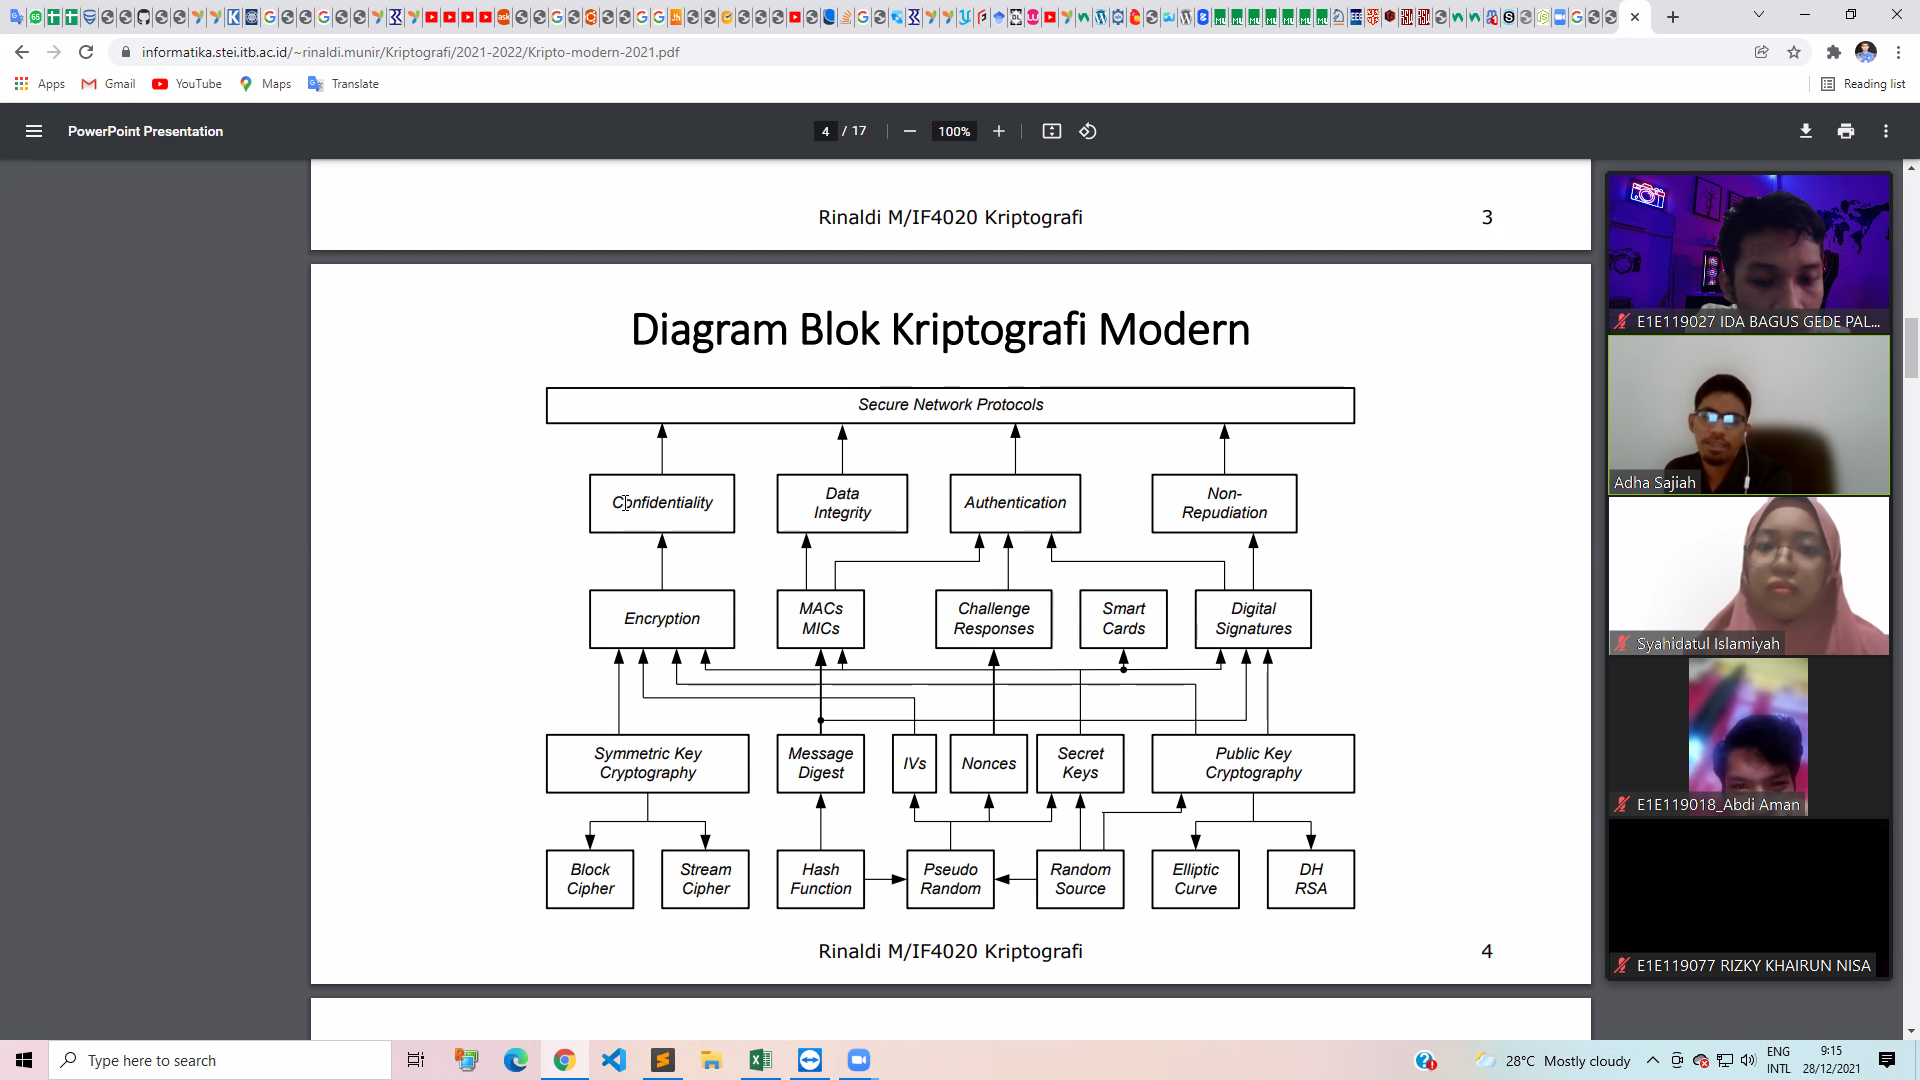 informatika.stei.itb.ac.id/~rinaldi.munir/Kriptografi/2021-2022/Kripto-modern-2021.pdf
Apps Gmail YouTube Maps Translate Reading list
PowerPoint Presentation 4 / 17 100%
Rinaldi M/IF4020 Kriptografi 3
Diagram Blok Kriptografi Modern
Secure Network Protocols
Confidentiality
Data
Integrity
Authentication
Non-
Repudiation
Encryption
MACs
MICs
Challenge
Responses
Smart
Cards
Digital
Signatures
Symmetric Key
Cryptography
Message
Digest
IVs
Nonces
Secret
Keys
Public Key
Cryptography
Block
Cipher
Stream
Cipher
Hash
Function
Pseudo
Random
Random
Source
Elliptic
Curve
DH
RSA
Rinaldi M/IF4020 Kriptografi 4
E1E119027 IDA BAGUS GEDE PAL...
Adha Sajiah
Syahidatul Islamiyah
E1E119018_Abdi Aman
E1E119077 RIZKY KHAIRUN NISA
Type here to search
28°C Mostly cloudy
ENG
INTL
9:15
28/12/2021